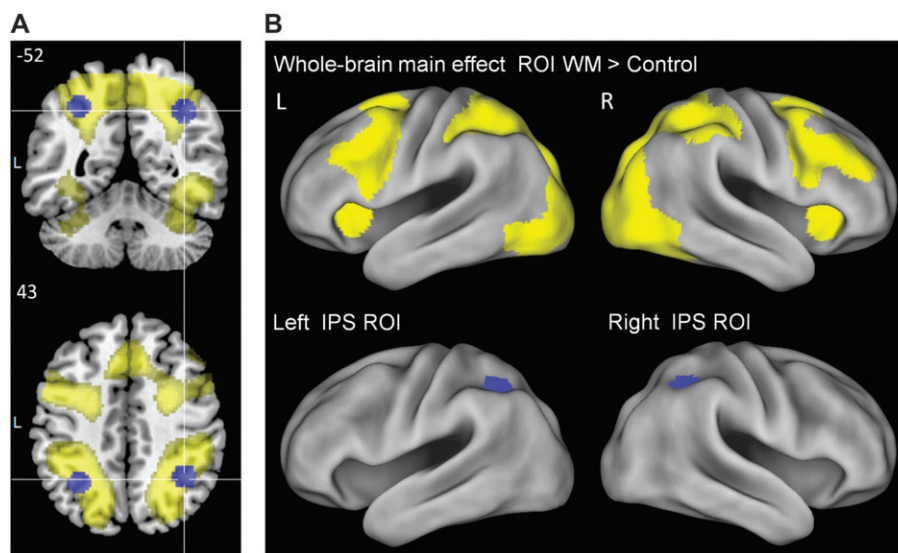 A
B
-52
L
43
L
Whole-brain main effect ROI WM > Control
L
R
Left IPS ROI
Right IPS ROI